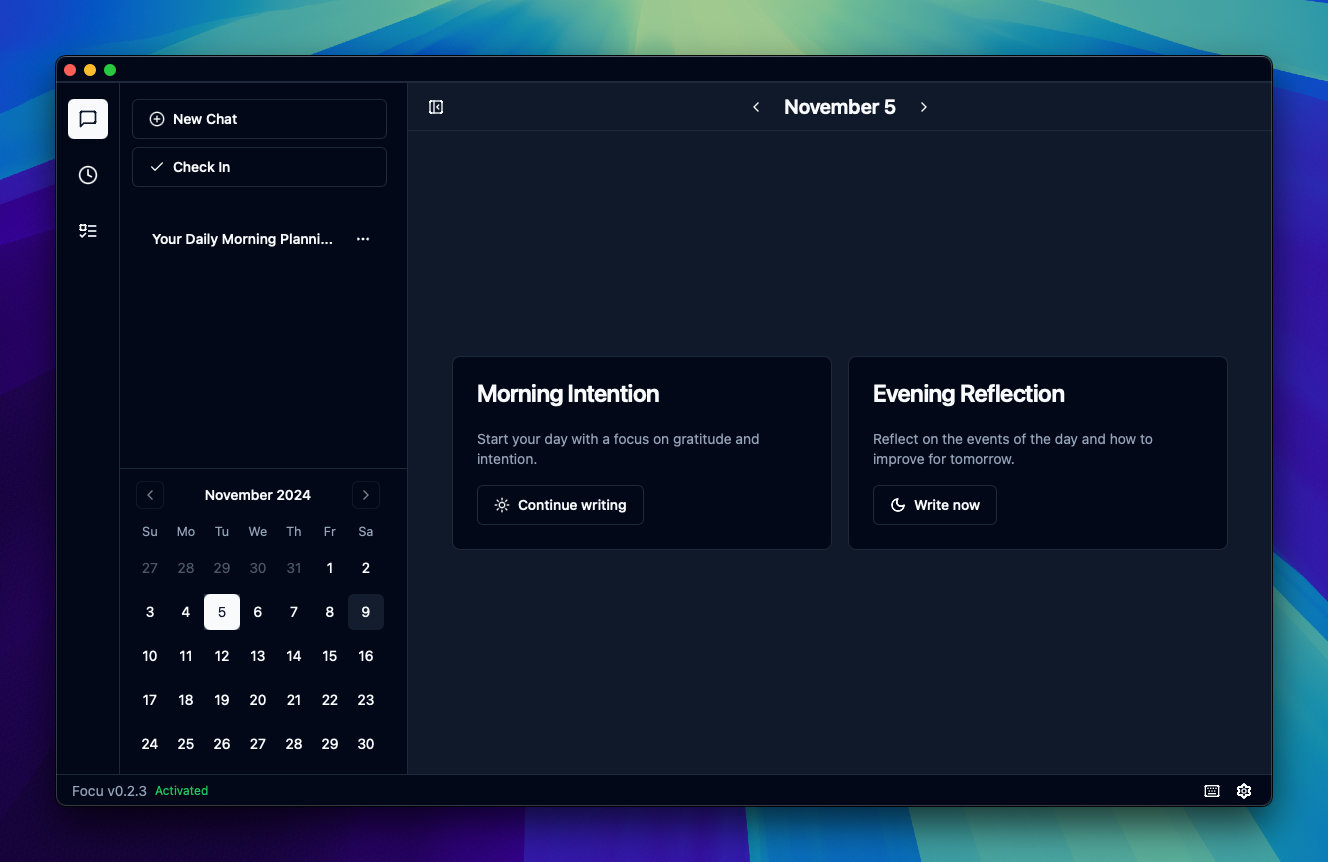 New Chat
Check In
Your Daily Morning Planni...
November 2024
Su Mo Tu We Th Fr Sa
27 28 29 30 31 1 2
3 4 5 6 7 8 9
10 11 12 13 14 15 16
17 18 19 20 21 22 23
24 25 26 27 28 29 30
November 5
Morning Intention
Start your day with a focus on gratitude and
intention.
Continue writing
Evening Reflection
Reflect on the events of the day and how to
improve for tomorrow.
Write now
Focu v0.2.3 Activated